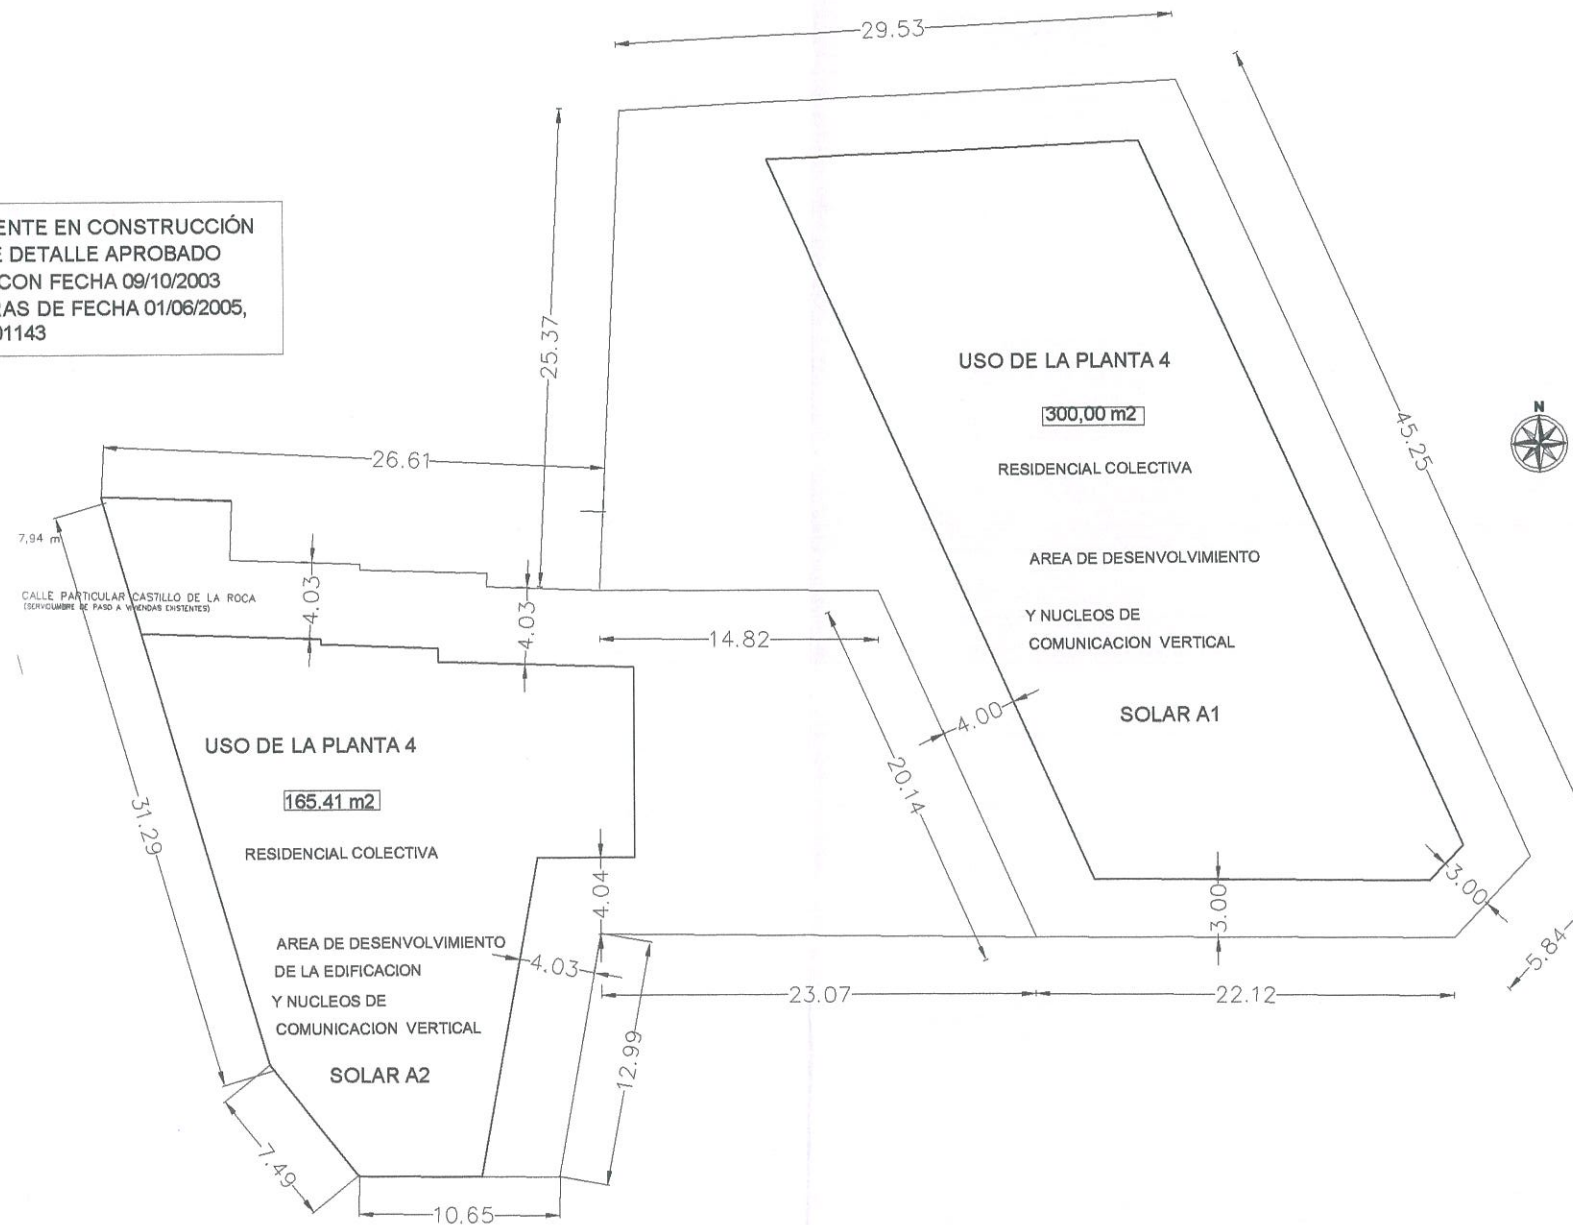 29.53
ENTE EN CONSTRUCCIÓN
E DETALLE APROBADO
CON FECHA 09/10/2003
RAS DE FECHA 01/06/2005,
01143
25.37
USO DE LA PLANTA 4
300,00 m2
RESIDENCIAL COLECTIVA
45.25
N
26.61
7,94 m
CALLE PARTICULAR CASTILLO DE LA ROCA
(SERVIDUMBRE DE PASO A VIVIENDAS EXISTENTES)
4.03
4.03
AREA DE DESENVOLVIMIENTO
Y NUCLEOS DE
COMUNICACION VERTICAL
14.82
4.00
SOLAR A1
USO DE LA PLANTA 4
165.41 m2
RESIDENCIAL COLECTIVA
31.29
20.14
4.04
3.00
3.00
AREA DE DESENVOLVIMIENTO
DE LA EDIFICACION
Y NUCLEOS DE
COMUNICACION VERTICAL
4.03
5.84
23.07
22.12
12.99
SOLAR A2
7.49
10.65